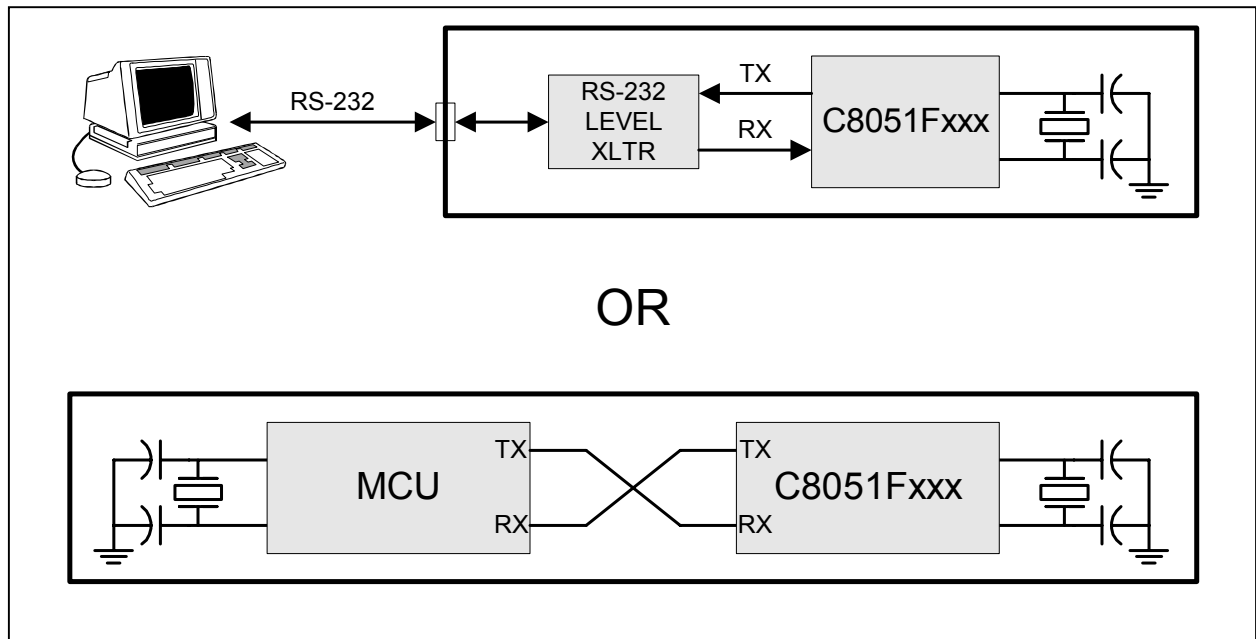 RS-232
RS-232
LEVEL
XLTR
TX
RX
C8051Fxxx
OR
MCU
TX
RX
TX
RX
C8051Fxxx